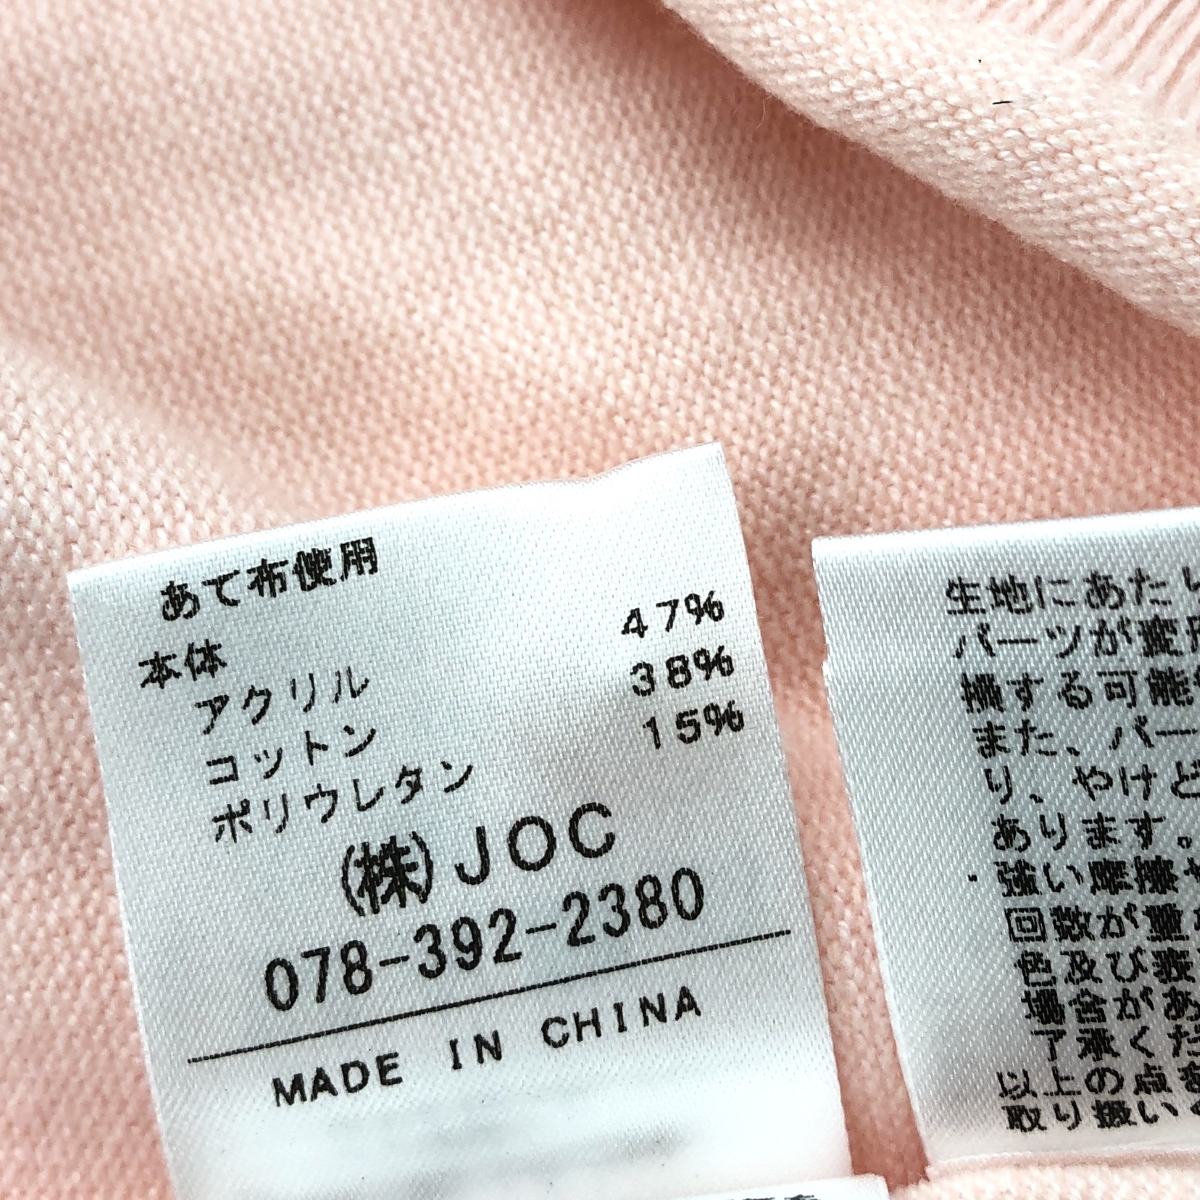 あて布使用
本体
アクリル 47%
コットン 38%
ポリウレタン 15%
(株)JOC
078-392-2380
MADE IN CHINA
生地にあたり
パーツが変形
損する可能
また、パー
り、やけど
あります。
・強い摩擦や
回数が重
色及び表
場合があ
了承くだ
以上の点を
取り扱い